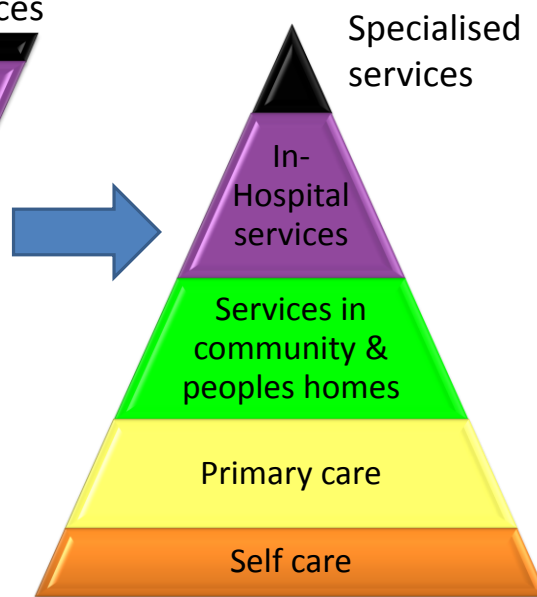 ces
Specialised
services
In-
Hospital
services
Services in
community &
peoples homes
Primary care
Self care